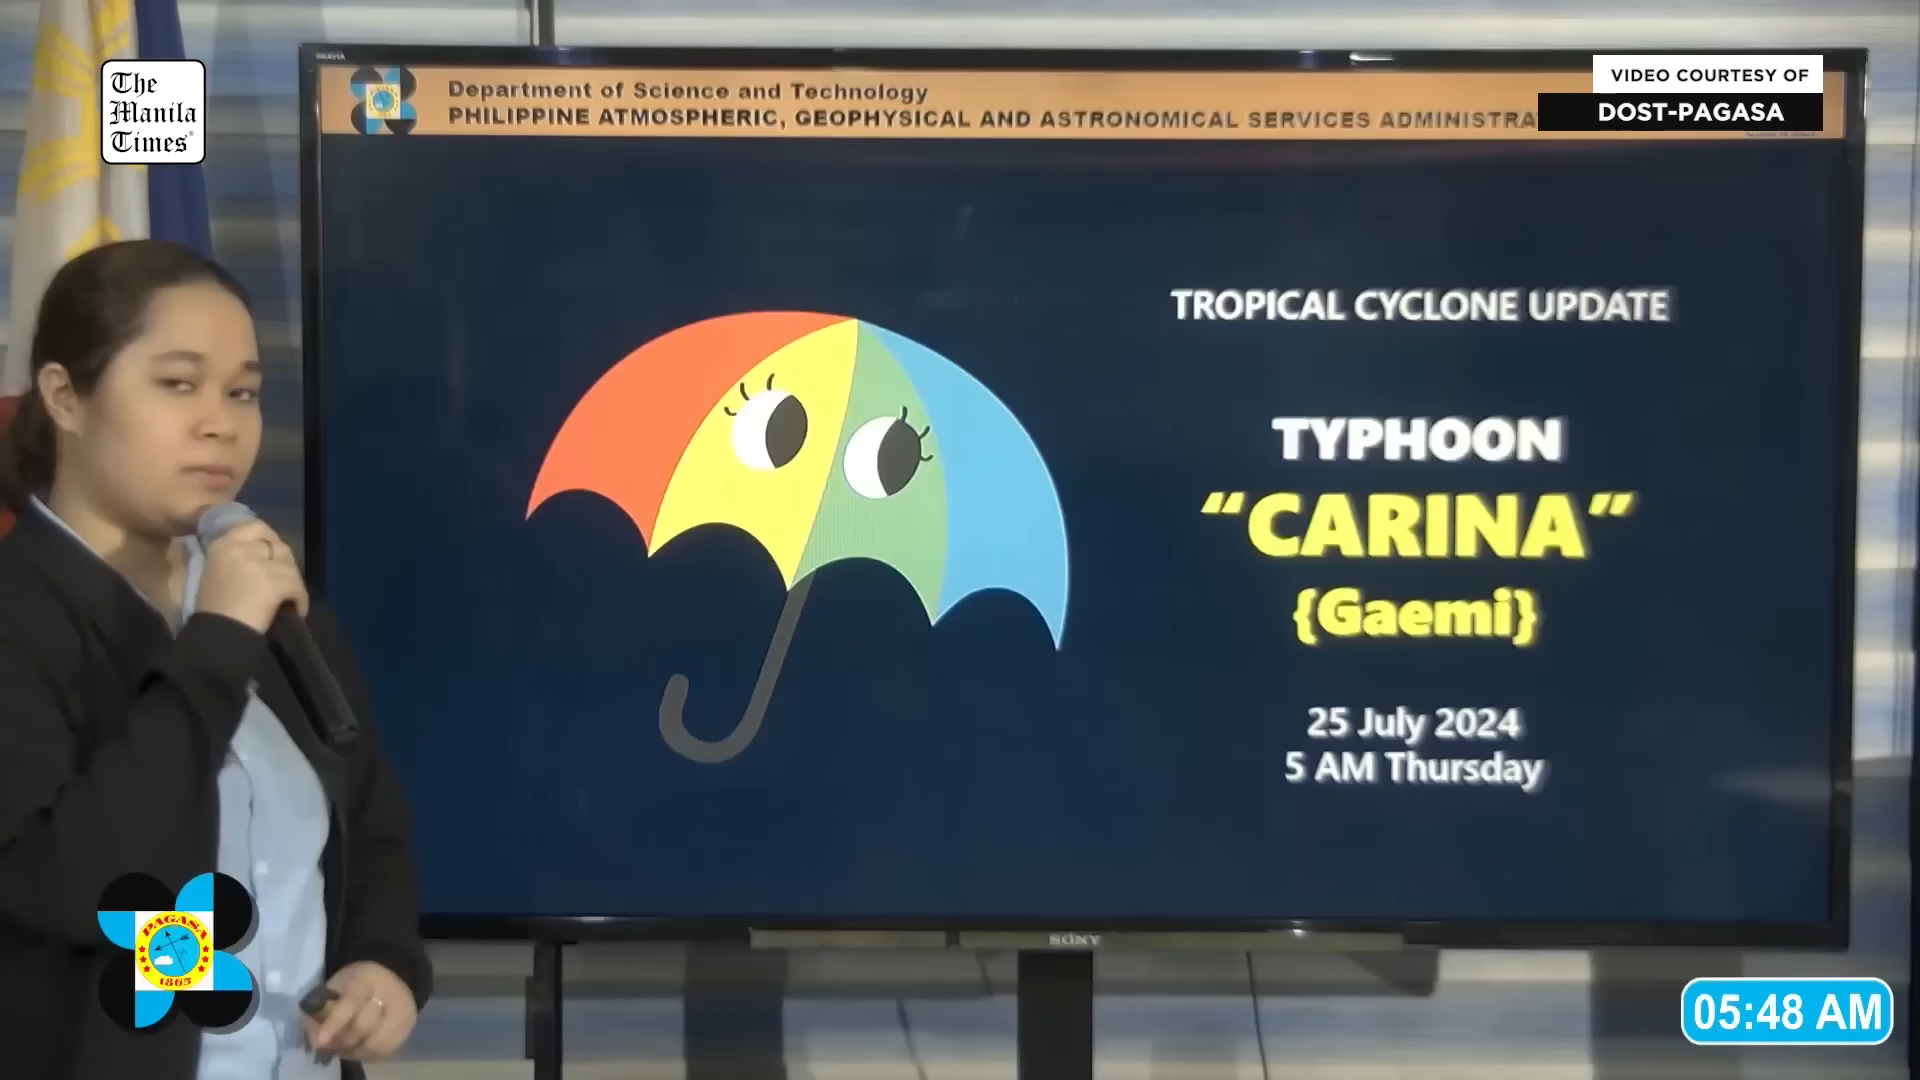 The
Manila
Times
BRAVIA
VIDEO COURTESY OF
DOST-PAGASA
Department of Science and Technology
PHILIPPINE ATMOSPHERIC, GEOPHYSICAL AND ASTRONOMICAL SERVICES ADMINISTRA
TROPICAL CYCLONE UPDATE
TYPHOON
“CARINA”
{Gaemi}
25 July 2024
5 AM Thursday
SONY
PAGASA
1865
05:48 AM